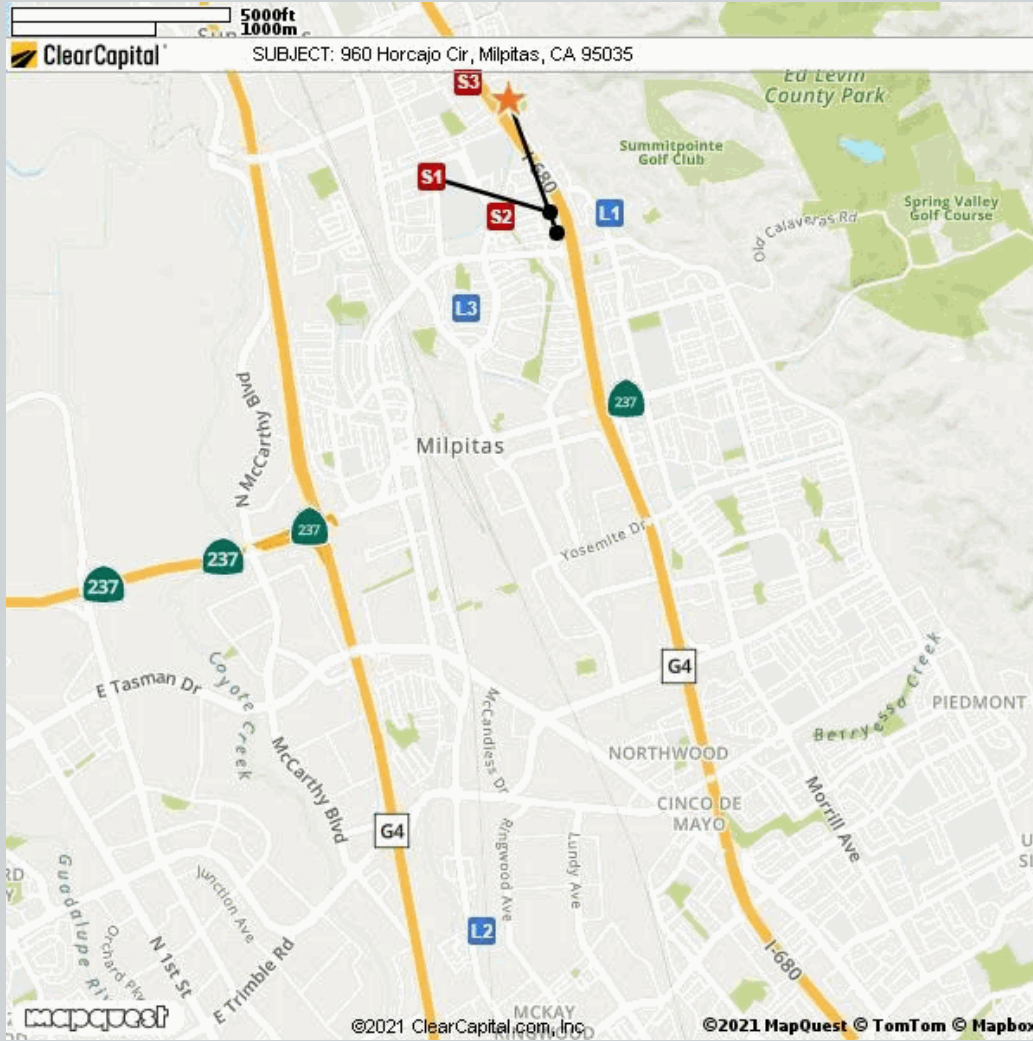 5000ft
1000m
ClearCapital
SUBJECT: 960 Horcajo Cir, Milpitas, CA 95035
S3
Ed Levin
County Park
I-680
Summitpointe
Golf Club
S1
S2
L1
Spring Valley
Golf Course
Old Calaveras Rd
L3
237
N McCarthy Blvd
Milpitas
237
237
237
Yosemite Dr
Coyote Creek
E Tasman Dr
G4
Berryessa Creek
PIEDMONT
McCandless Dr
NORTHWOOD
McCarthy Blvd
CINCO DE
MAYO
Morrill Ave
G4
Ringwood Ave
Lundy Ave
Junction Ave
Guadalupe
N 1st St
E Trimble Rd
L2
I-680
Orchard
mapquest
MCKAY
RINGWOOD
©2021 ClearCapital.com, Inc
©2021 MapQuest © TomTom © Mapbox